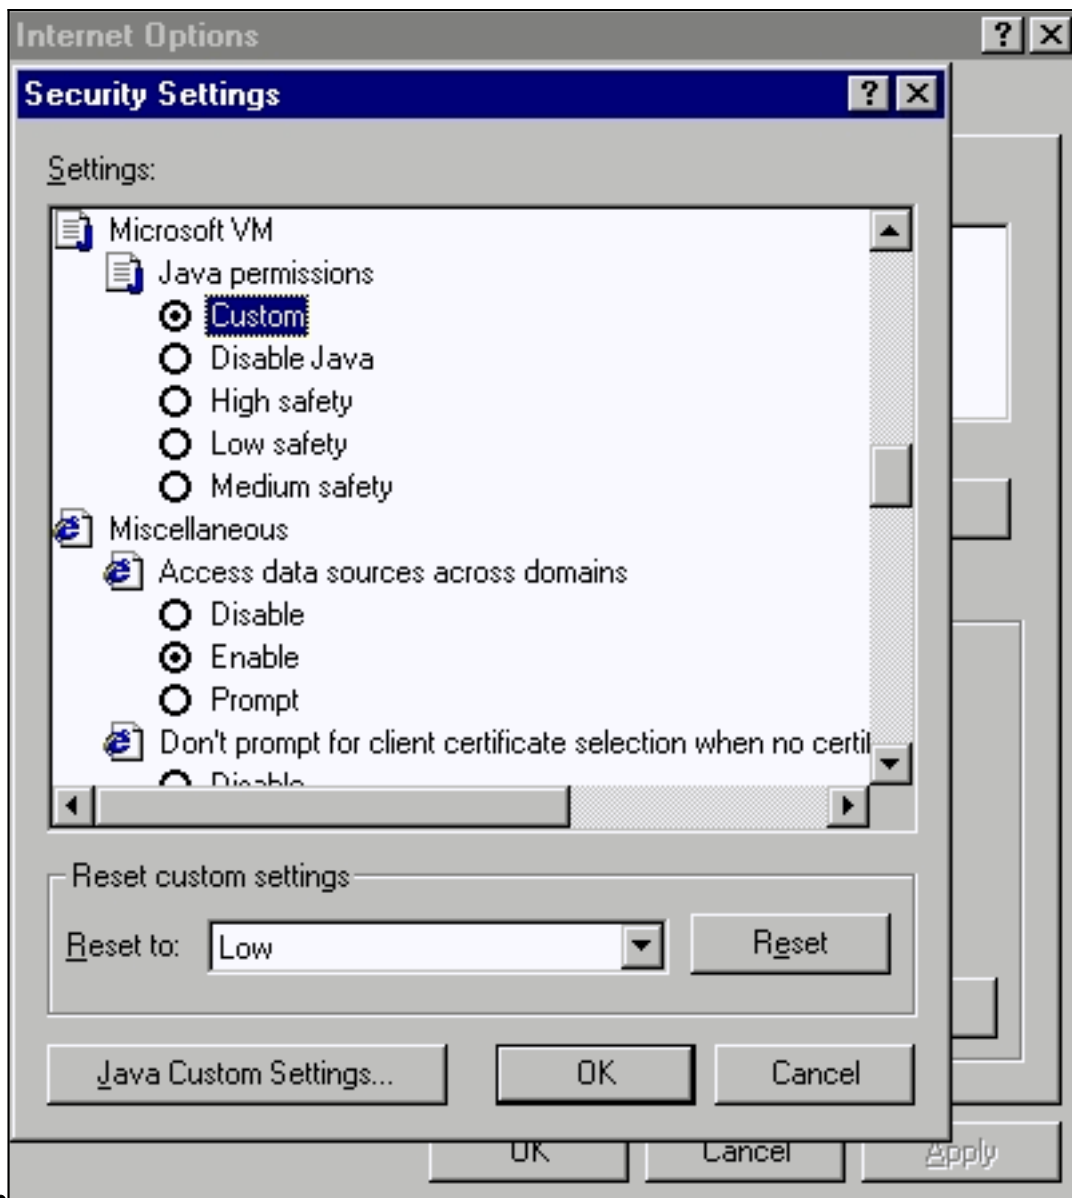 Internet Options
Security Settings
Settings:
Microsoft VM
Java permissions
Custom
Disable Java
High safety
Low safety
Medium safety
Miscellaneous
Access data sources across domains
Disable
Enable
Prompt
Don't prompt for client certificate selection when no certif
Disable
Reset custom settings
Reset to: Low Reset
Java Custom Settings... OK Cancel
OK Cancel Apply